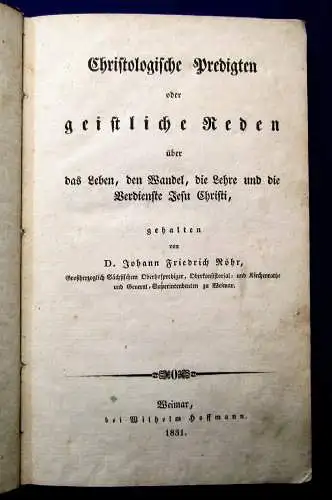 Christologische Predigten
oder
geistliche Reden
über
das Leben, den Wandel, die Lehre und die
Verdienste Jesu Christi,
gehalten
von
D. Johann Friedrich Röhr,
Großherzoglich Sächsischem Oberhofprediger, Oberkonsistorial- und Kirchenrathe
und General-Superintendenten zu Weimar.
Weimar,
bei Wilhelm Hoffmann.
1831.